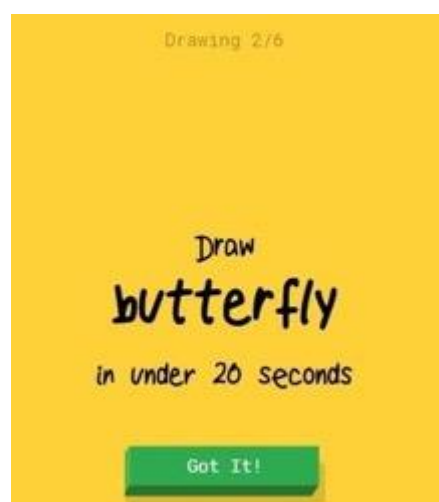 Drawing 2/6
Draw
butterfly
in under 20 seconds
Got It!